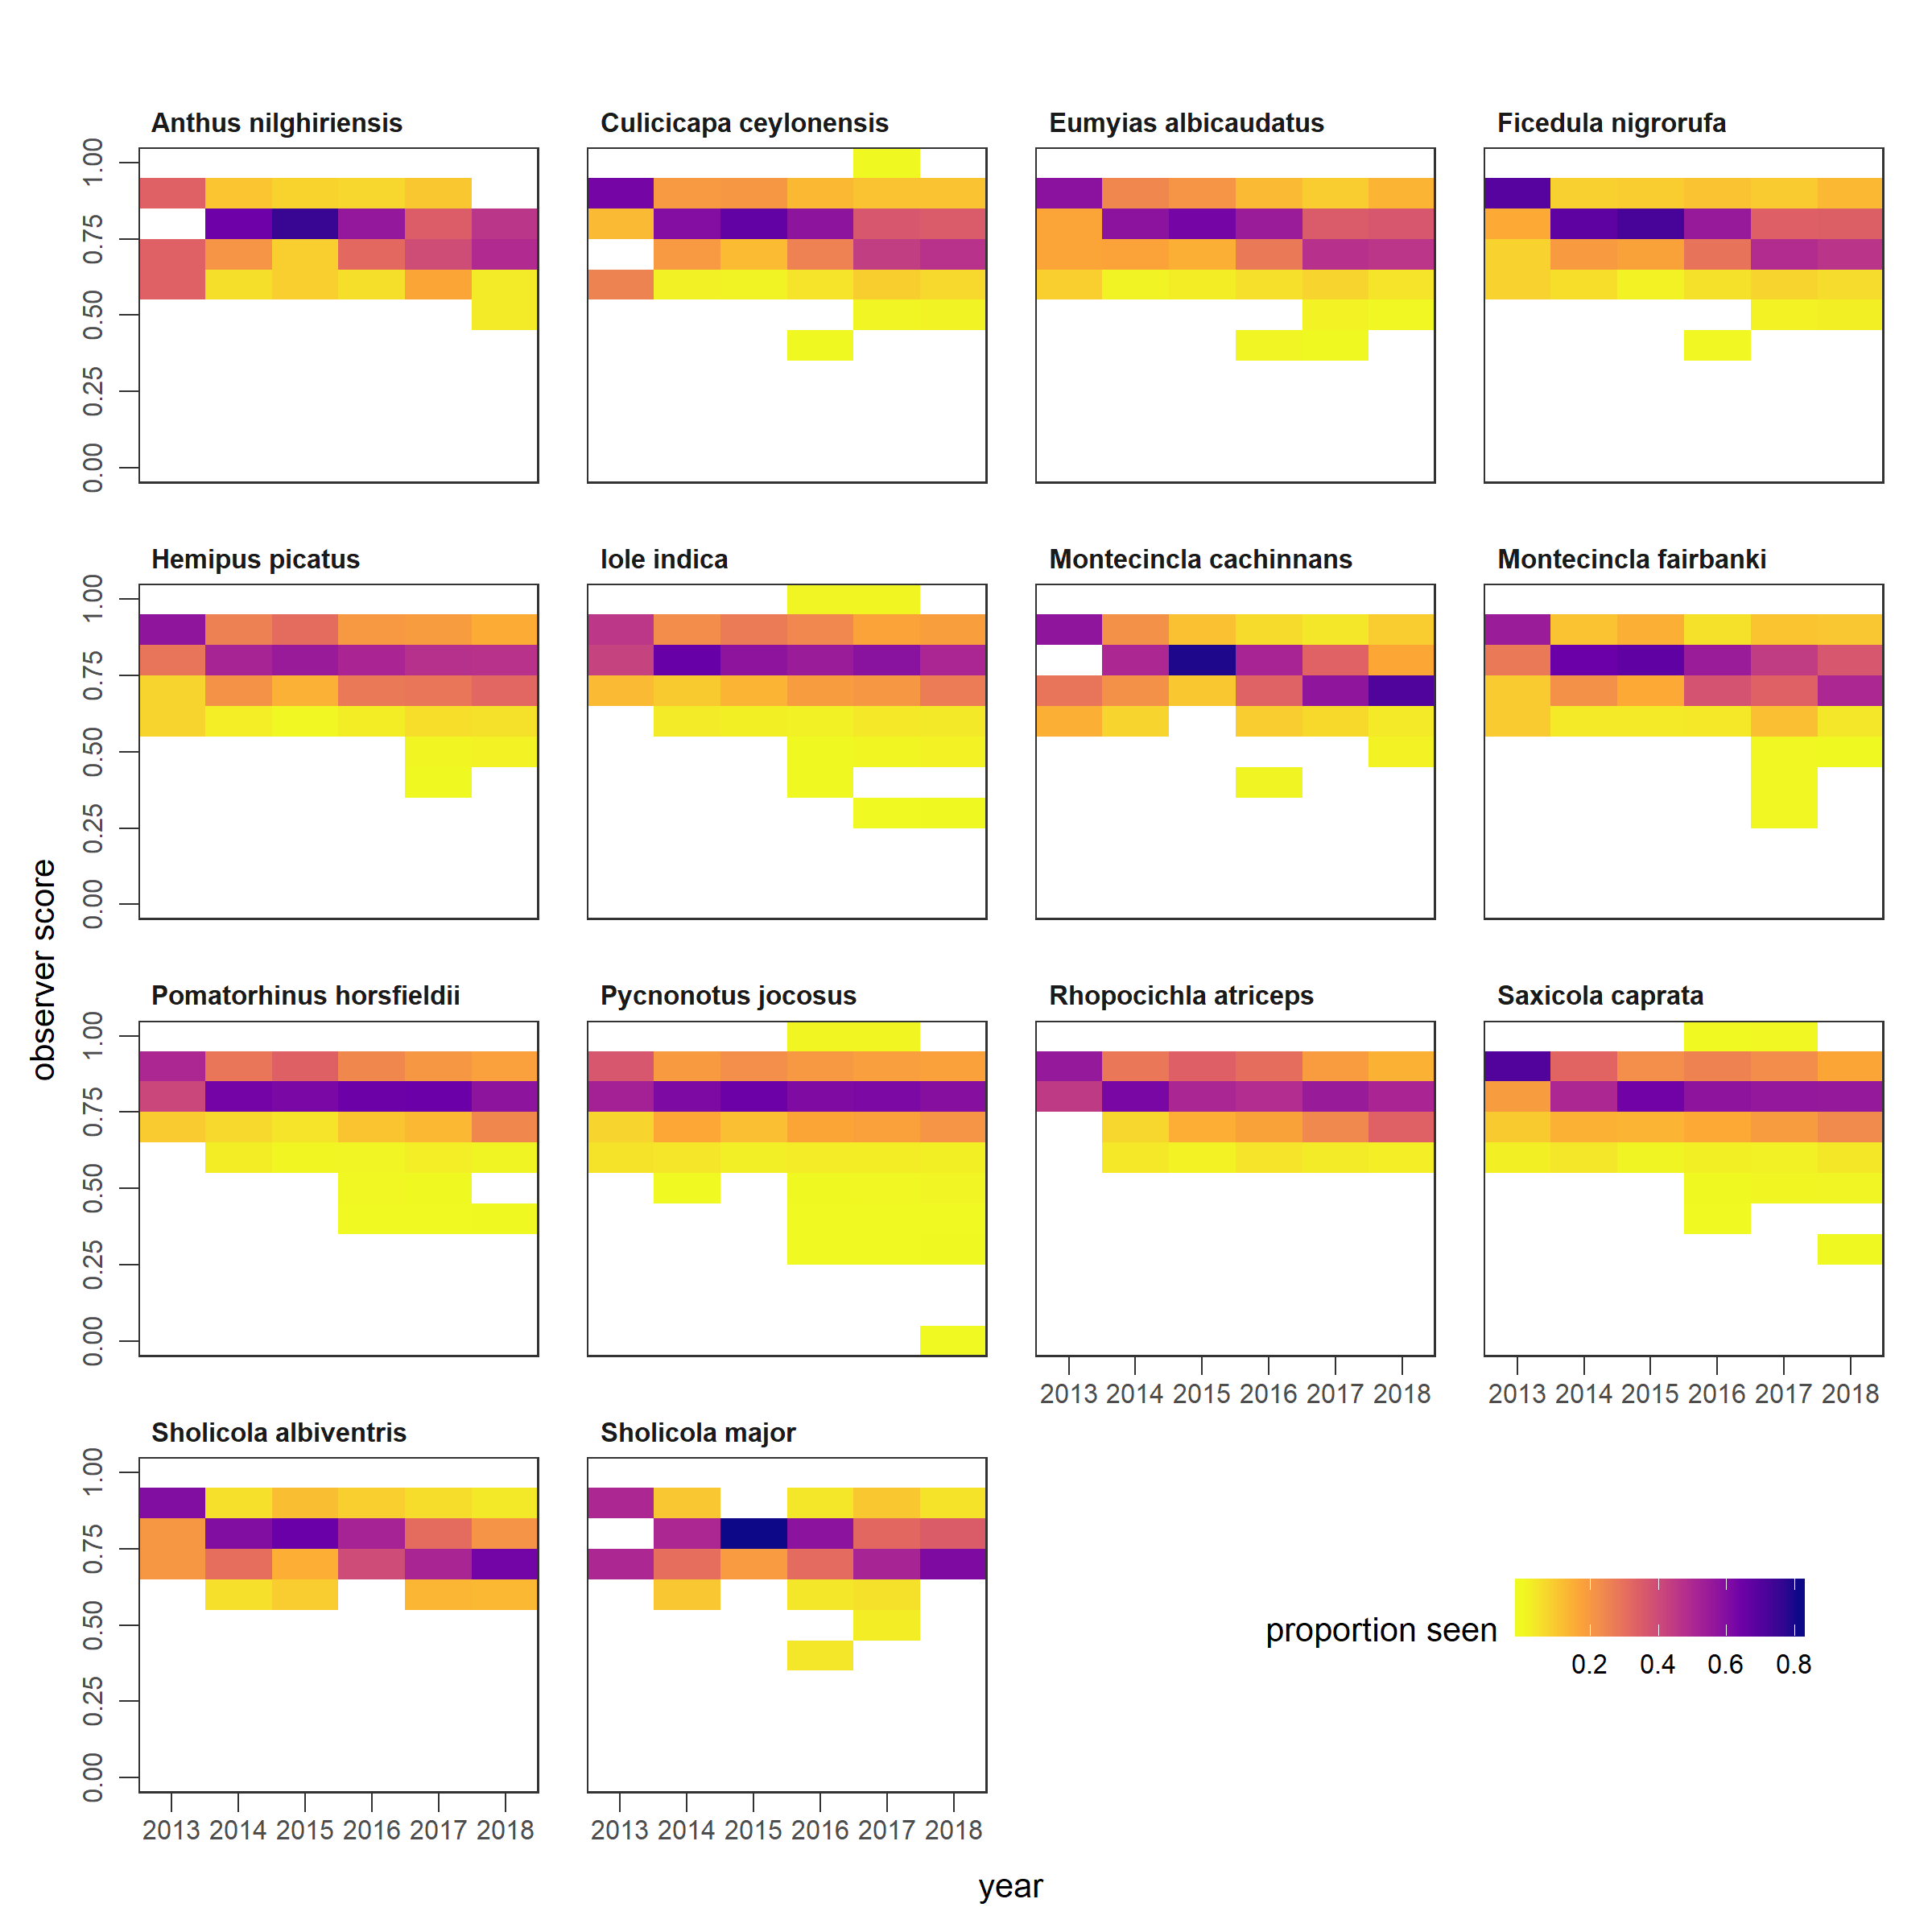 Anthus nilghiriensis
Culicicapa ceylonensis
Eumyias albicaudatus
Ficedula nigrorufa
1.00
0.75
0.50
0.25
0.00
Hemipus picatus
Iole indica
Montecincla cachinnans
Montecincla fairbanki
1.00
0.75
0.50
0.25
0.00
observer score
Pomatorhinus horsfieldii
Pycnonotus jocosus
Rhopocichla atriceps
Saxicola caprata
1.00
0.75
0.50
0.25
0.00
2013 2014 2015 2016 2017 2018
2013 2014 2015 2016 2017 2018
Sholicola albiventris
Sholicola major
1.00
0.75
0.50
0.25
0.00
2013 2014 2015 2016 2017 2018
2013 2014 2015 2016 2017 2018
proportion seen
0.2 0.4 0.6 0.8
year